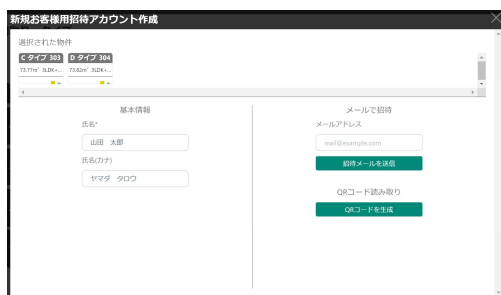 新規お客様用招待アカウント作成
選択された物件
C タイプ 303 D タイプ 304
73.77m² 3LDK+... 73.82m² 3LDK+...
基本情報
氏名*
山田 太郎
氏名(カナ)
ヤマダ タロウ
メールで招待
メールアドレス
mail@example.com
招待メールを送信
QRコード読み取り
QRコードを生成